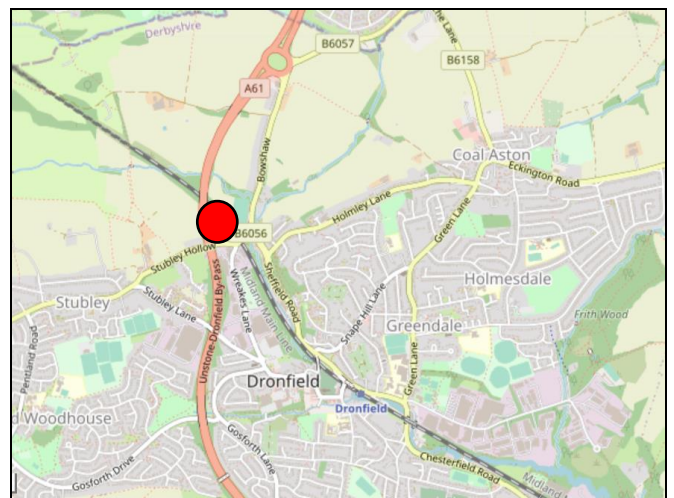 Derbyshire
B6057
The Lane
B6158
A61
Bowshaw
Coal Aston
Eckington Road
Holmley Lane
Green Lane
B6056
Stubley Hollow
Holmesdale
Stubley
Stubley Lane
Unstone-Dronfield By-Pass
Wreakes Lane
Midland Main Line
Sheffield Road
Snape Hill Lane
Greendale
Frith Wood
Pentland Road
Green Lane
Dronfield
Dronfield
d Woodhouse
Gosforth Lane
Gosforth Drive
Chesterfield Road
Midland